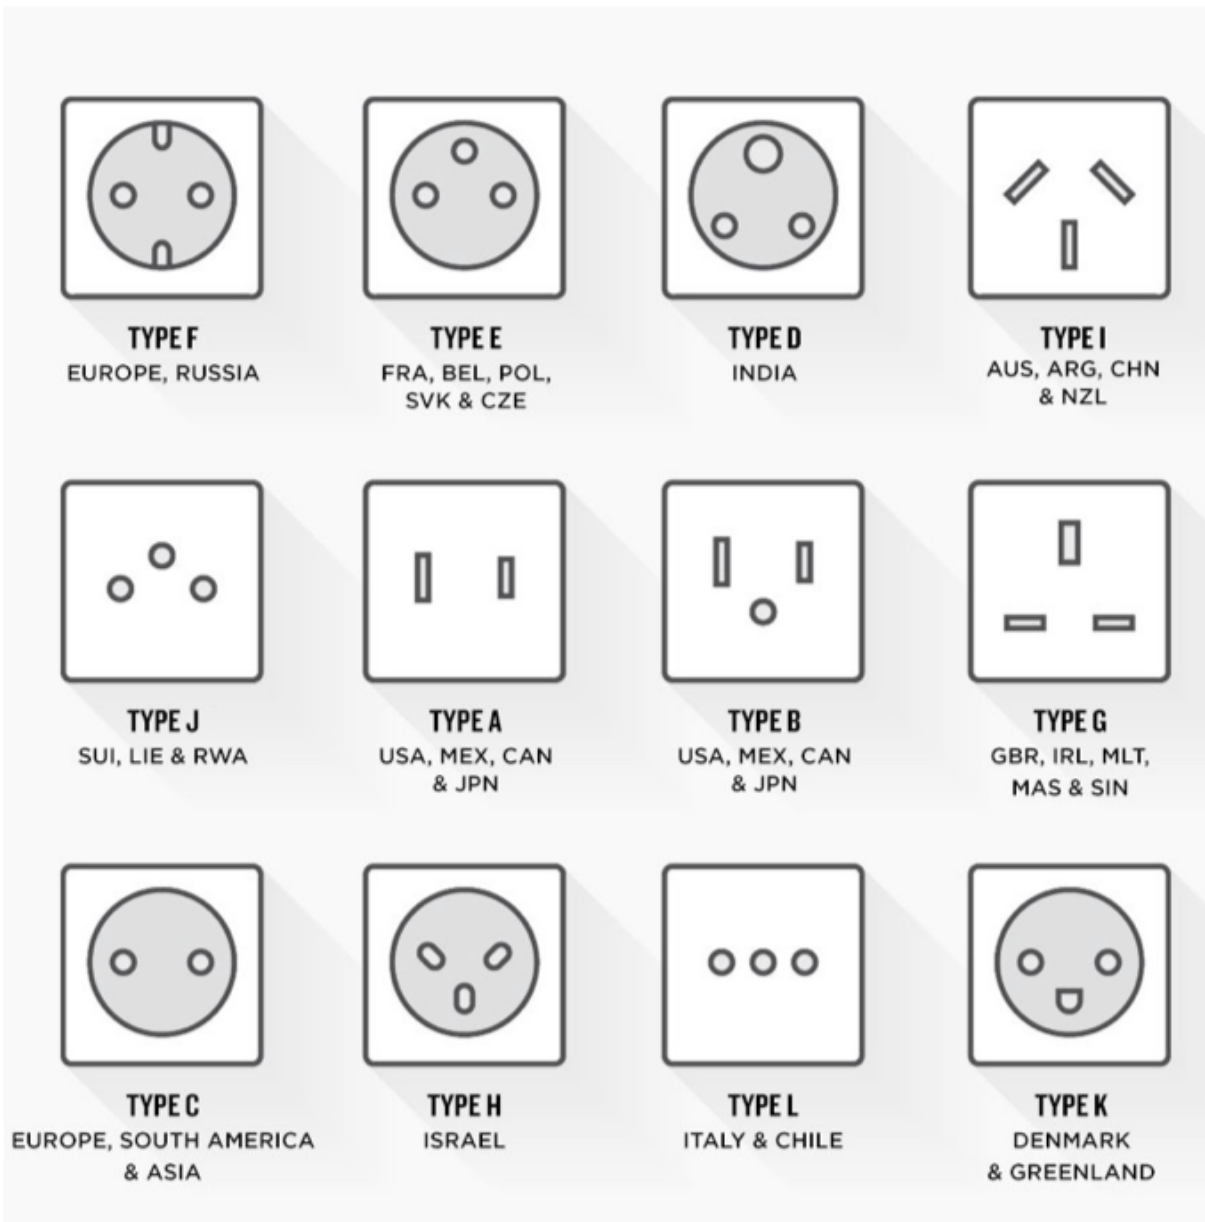 TYPE F
EUROPE, RUSSIA
TYPE E
FRA, BEL, POL,
SVK & CZE
TYPE D
INDIA
TYPE I
AUS, ARG, CHN
& NZL
TYPE J
SUI, LIE & RWA
TYPE A
USA, MEX, CAN
& JPN
TYPE B
USA, MEX, CAN
& JPN
TYPE G
GBR, IRL, MLT,
MAS & SIN
TYPE C
EUROPE, SOUTH AMERICA
& ASIA
TYPE H
ISRAEL
TYPE L
ITALY & CHILE
TYPE K
DENMARK
& GREENLAND